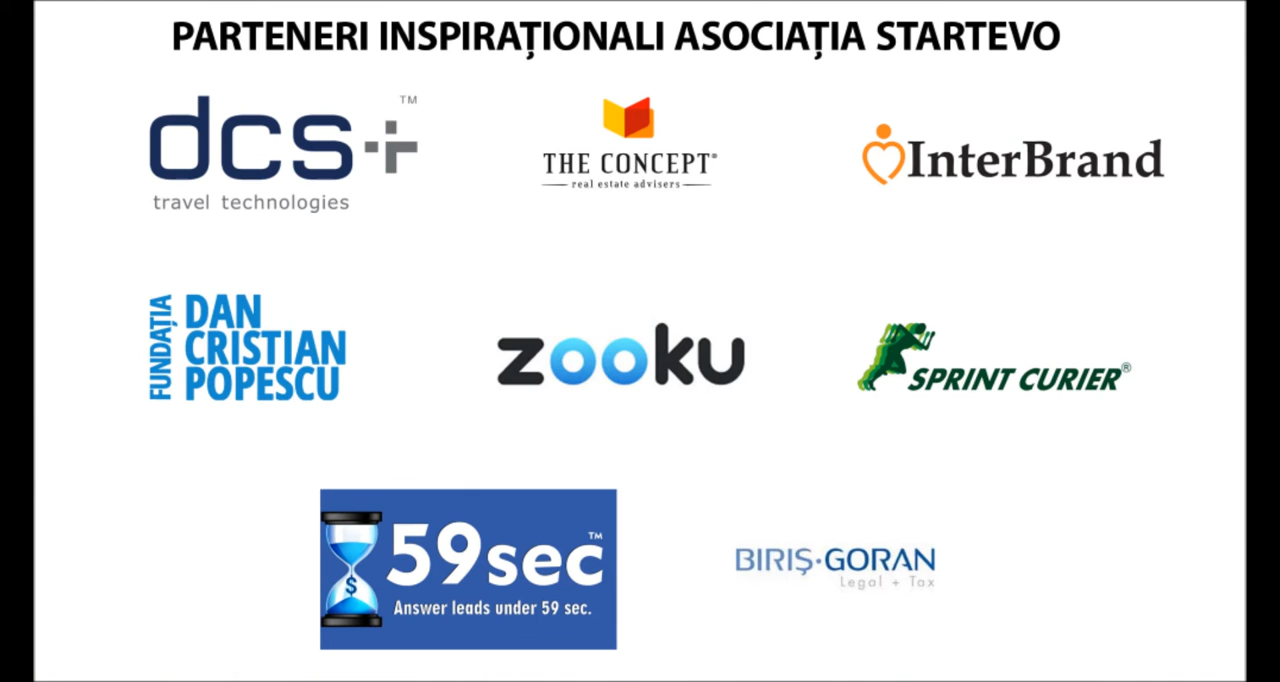 PARTENERI INSPIRAȚIONALI ASOCIAȚIA STARTEVO
dcs+™
travel technologies
THE CONCEPT®
real estate advisers
InterBrand
FUNDAȚIA
DAN
CRISTIAN
POPESCU
zooku
SPRINT CURIER®
59sec™
$
Answer leads under 59 sec.
BIRIŞ·GORAN
Legal + Tax